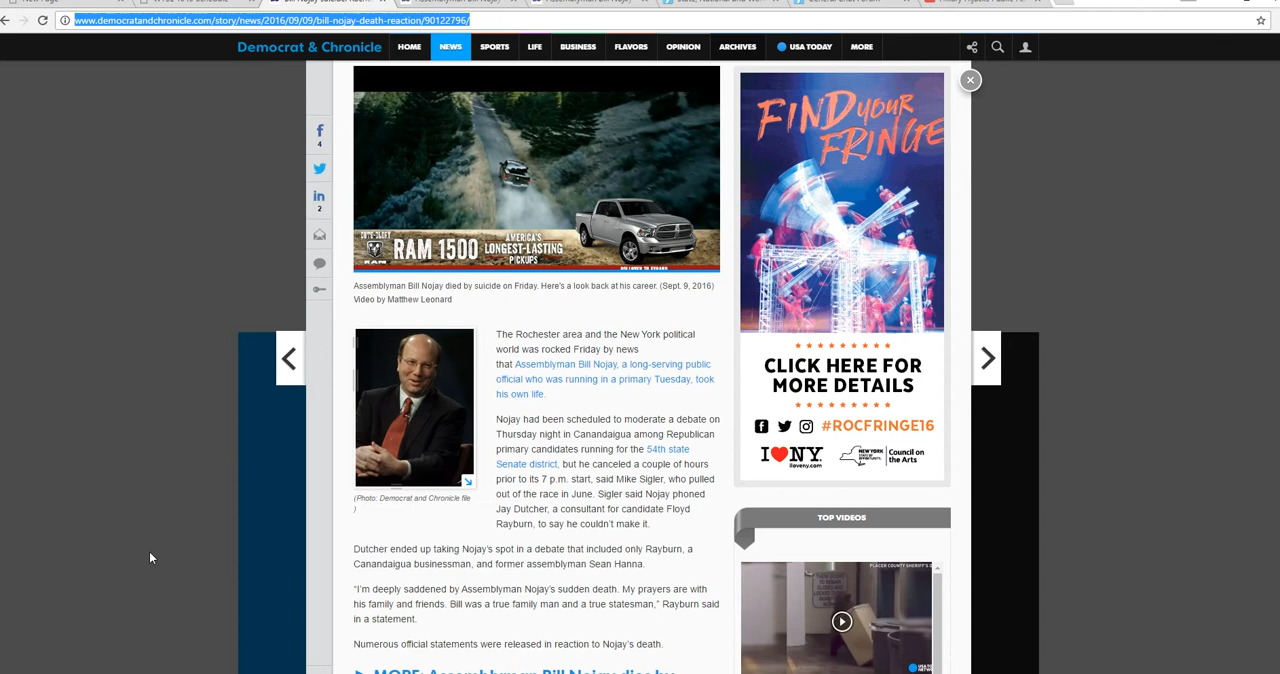 www.democratandchronicle.com/story/news/2016/09/09/bill-nojay-death-reaction/90122796/
Democrat & Chronicle
HOME
NEWS
SPORTS
LIFE
BUSINESS
FLAVORS
OPINION
ARCHIVES
USA TODAY
MORE
4
2
RAM 1500
AMERICA'S
LONGEST-LASTING
PICKUPS
Assemblyman Bill Nojay died by suicide on Friday. Here's a look back at his career. (Sept. 9, 2016)
Video by Matthew Leonard
(Photo: Democrat and Chronicle file
)
The Rochester area and the New York political
world was rocked Friday by news
that Assemblyman Bill Nojay, a long-serving public
official who was running in a primary Tuesday, took
his own life.
Nojay had been scheduled to moderate a debate on
Thursday night in Canandaigua among Republican
primary candidates running for the 54th state
Senate district, but he canceled a couple of hours
prior to its 7 p.m. start, said Mike Sigler, who pulled
out of the race in June. Sigler said Nojay phoned
Jay Dutcher, a consultant for candidate Floyd
Rayburn, to say he couldn't make it.
Dutcher ended up taking Nojay's spot in a debate that included only Rayburn, a
Canandaigua businessman, and former assemblyman Sean Hanna.
“I'm deeply saddened by Assemblyman Nojay's sudden death. My prayers are with
his family and friends. Bill was a true family man and a true statesman,” Rayburn said
in a statement.
Numerous official statements were released in reaction to Nojay's death.
MORE: Assemblyman Bill Nojay dies by
FIND YOUR
FRINGE
CLICK HERE FOR
MORE DETAILS
#ROCFRINGE16
I NY.
iloveny.com
Council on
the Arts
TOP VIDEOS
PLACER COUNTY SHERIFF'S D